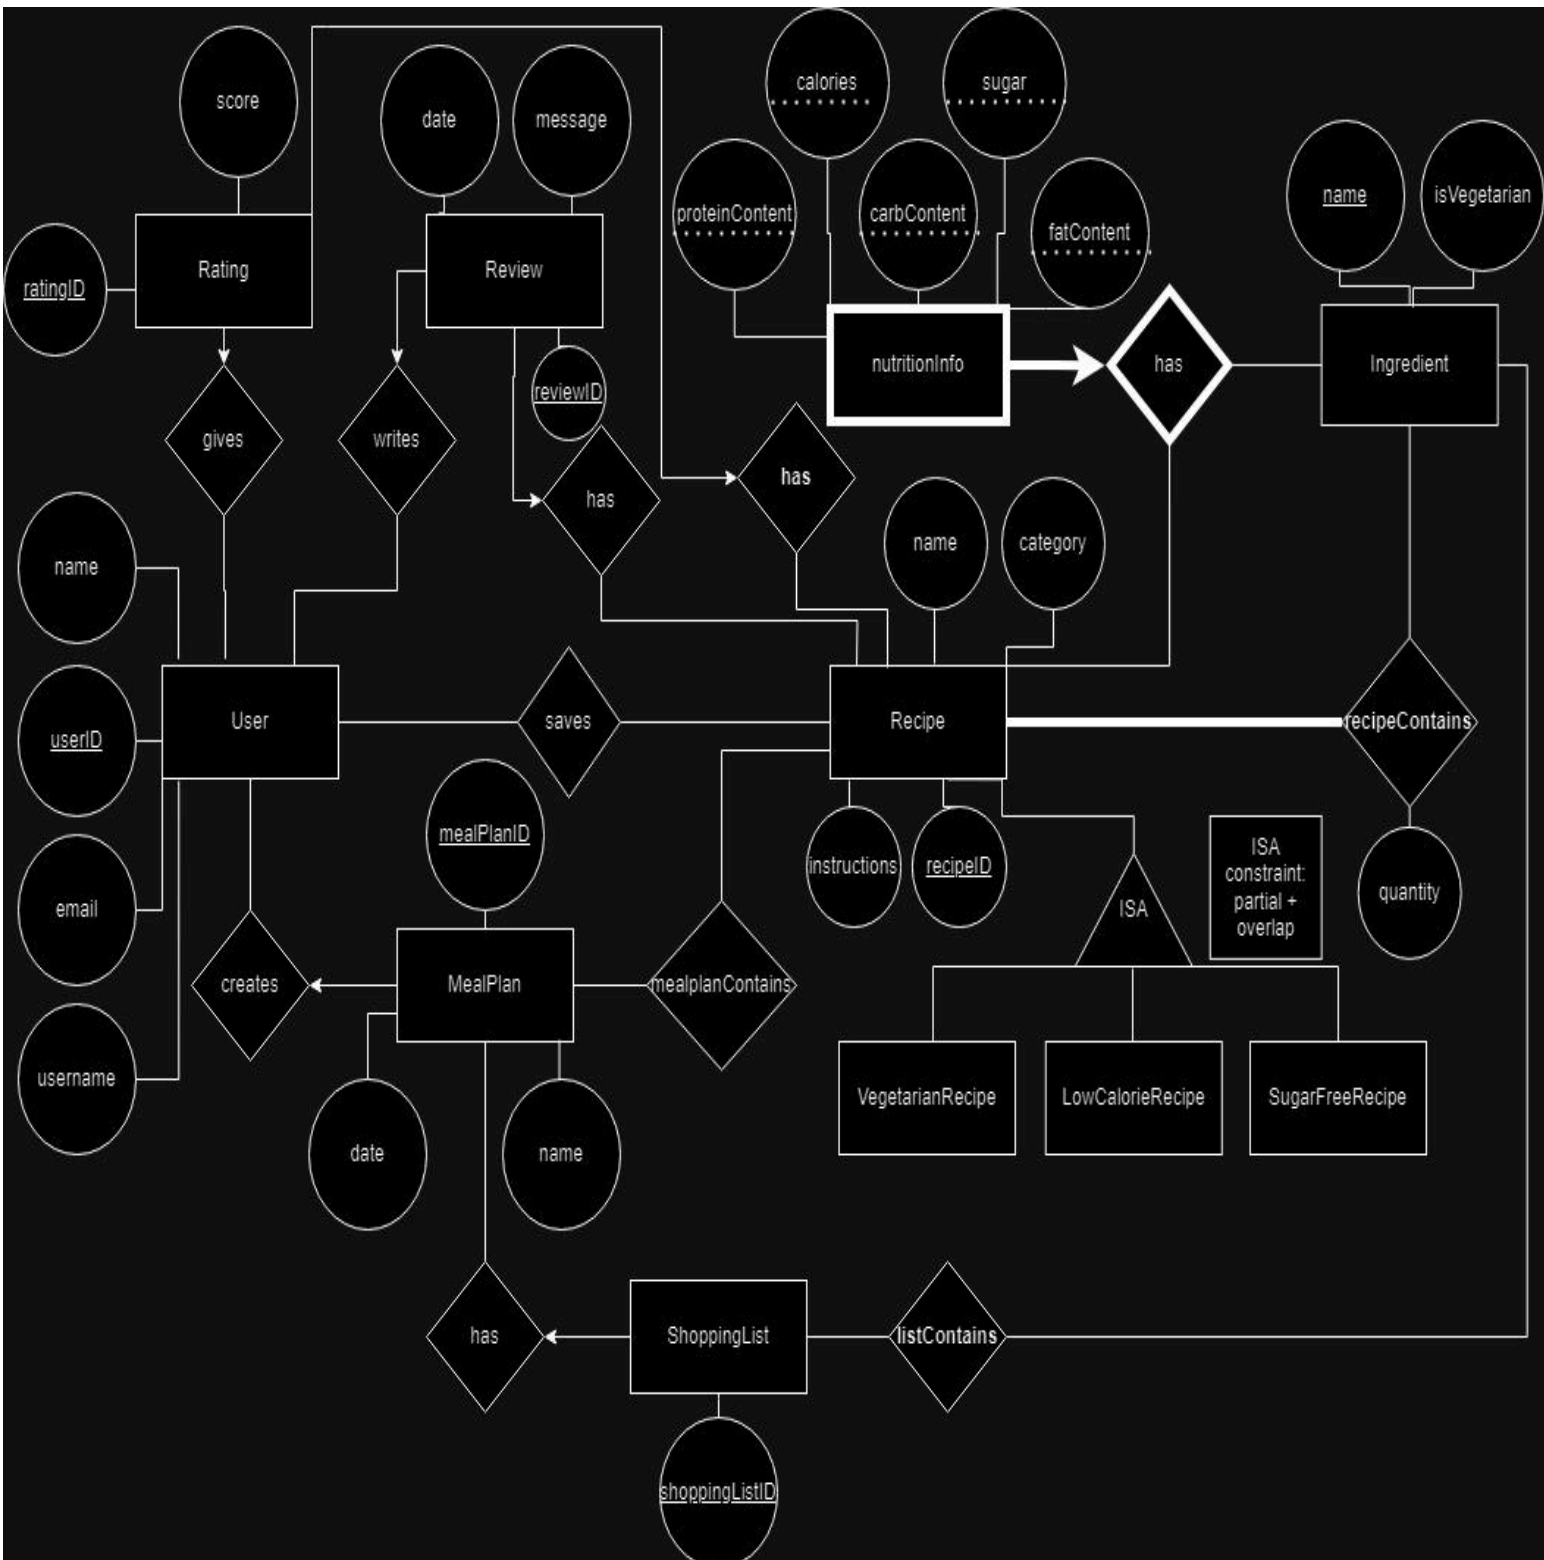 calories
sugar
score
date
message
name
isVegetarian
proteinContent
carbContent
fatContent
Rating
Review
ratingID
nutritionInfo
has
Ingredient
reviewID
gives
writes
has
has
name
name
category
User
saves
Recipe
recipeContains
userID
mealPlanID
instructions
recipeID
ISA
ISA
constraint:
partial +
overlap
quantity
email
creates
MealPlan
mealplanContains
username
VegetarianRecipe
LowCalorieRecipe
SugarFreeRecipe
date
name
has
ShoppingList
listContains
shoppingListID